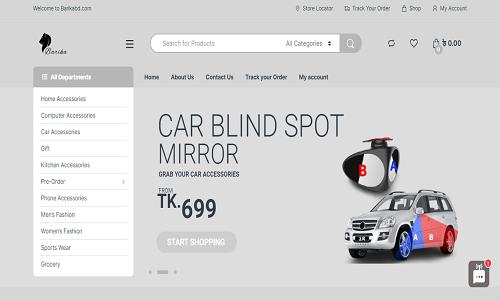 Welcome to Barikabd.com
Store Locator
Track Your Order
Shop
My Account
Barika
Search for Products
All Categories
0
৳ 0.00
All Departments
Home
About Us
Contact Us
Track your Order
My account
Home Accessories
Computer Accessories
Car Accessories
Gift
Kitchen Accessories
Pre-Order
Phone Accessories
Men's Fashion
Women's Fashion
Sports Wear
Grocery
CAR BLIND SPOT
MIRROR
GRAB YOUR CAR ACCESSORIES
FROM
TK.699
START SHOPPING
B
A
A
B